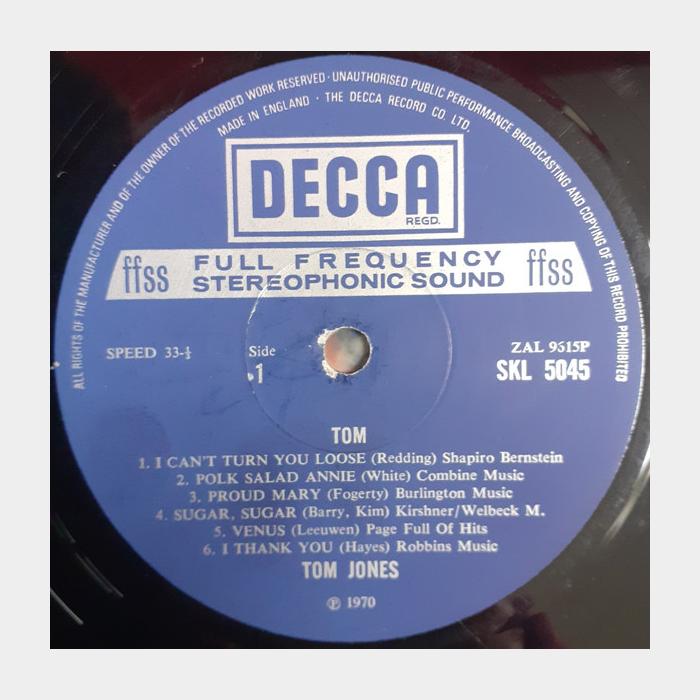 ALL RIGHTS OF THE MANUFACTURER AND OF THE OWNER OF THE RECORDED WORK RESERVED · UNAUTHORISED PUBLIC PERFORMANCE BROADCASTING AND COPYING OF THIS RECORD PROHIBITED
MADE IN ENGLAND · THE DECCA RECORD CO. LTD.
DECCA
REGD.
ffss FULL FREQUENCY STEREOPHONIC SOUND ffss
SPEED 33-⅓ Side 1 ZAL 9615P
SKL 5045
TOM
1. I CAN'T TURN YOU LOOSE (Redding) Shapiro Bernstein
2. POLK SALAD ANNIE (White) Combine Music
3. PROUD MARY (Fogerty) Burlington Music
4. SUGAR, SUGAR (Barry, Kim) Kirshner/Welbeck M.
5. VENUS (Leeuwen) Page Full Of Hits
6. I THANK YOU (Hayes) Robbins Music
TOM JONES
℗ 1970